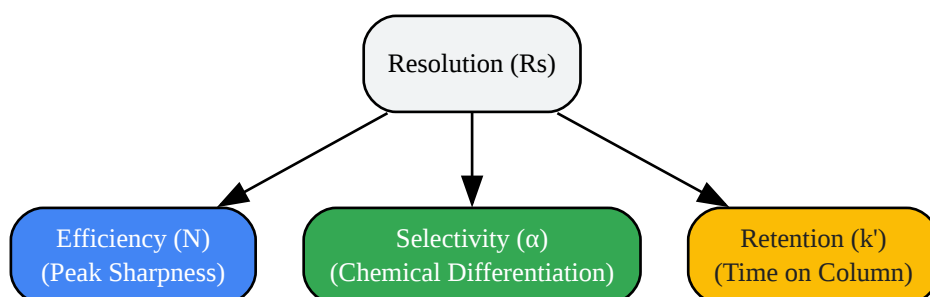 Resolution (Rs)
Efficiency (N)
(Peak Sharpness)
Selectivity (α)
(Chemical Differentiation)
Retention (k')
(Time on Column)